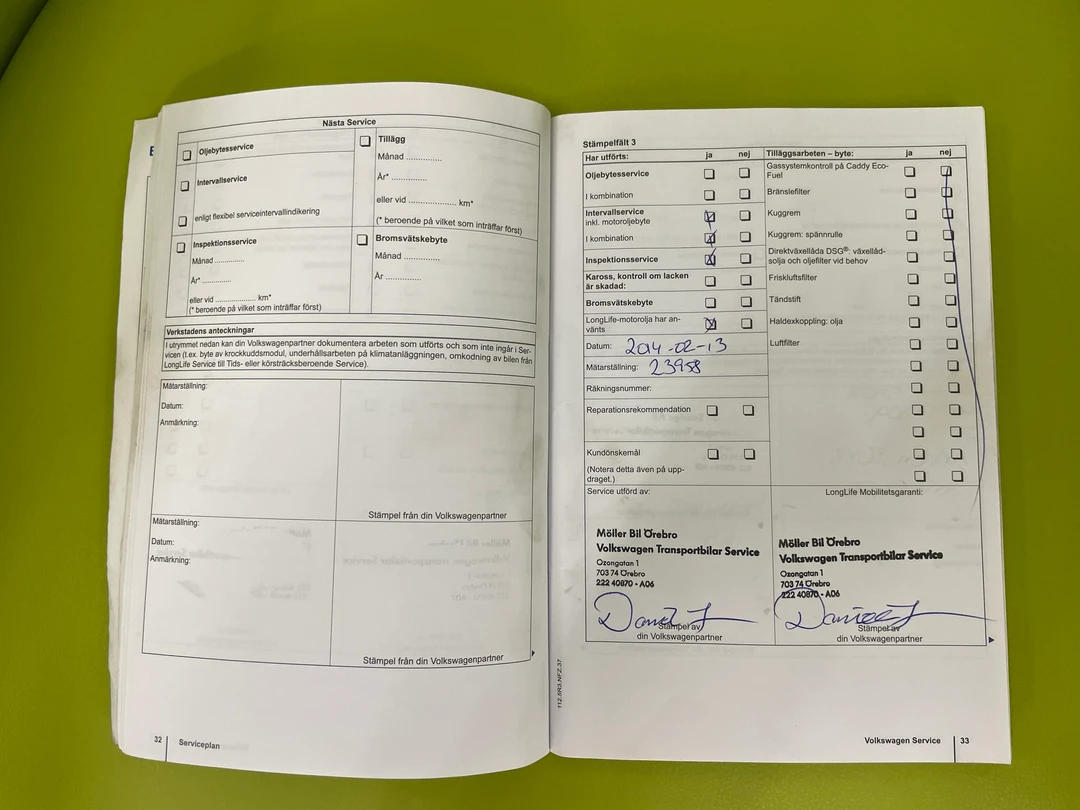 Nästa Service
Oljebytesservice
Intervallservice
enligt flexibel serviceintervallindikering
Inspektionsservice
Månad ..............
År* ..............
eller vid .................... km*
(* beroende på vilket som inträffar först)
Tillägg
Månad ..............
År* ..............
eller vid .................... km*
(* beroende på vilket som inträffar först)
Bromsvätskebyte
Månad ..............
År ..............
Verkstadens anteckningar
I utrymmet nedan kan din Volkswagenpartner dokumentera arbeten som utförts och som inte ingår i Ser-
vicen (t.ex. byte av krockkuddsmodul, underhållsarbeten på klimatanläggningen, omkodning av bilen från
LongLife Service till Tids- eller körsträcksberoende Service).
Mätarställning:
Datum:
Anmärkning:
Stämpel från din Volkswagenpartner
Mätarställning:
Datum:
Anmärkning:
Stämpel från din Volkswagenpartner
32 Serviceplan
Stämpelfält 3
Har utförts: ja nej
Oljebytesservice
I kombination
Intervallservice
inkl. motoroljebyte
I kombination
Inspektionsservice
Kaross, kontroll om lacken
är skadad:
Bromsvätskebyte
LongLife-motorolja har an-
vänts
Datum: 2014-02-13
Mätarställning: 23958
Räkningsnummer:
Reparationsrekommendation
Kundönskemål
(Notera detta även på upp-
draget.)
Tilläggsarbeten – byte: ja nej
Gassystemkontroll på Caddy Eco-
Fuel
Bränslefilter
Kuggrem
Kuggrem: spännrulle
Direktväxellåda DSG®: växellåd-
solja och oljefilter vid behov
Friskluftsfilter
Tändstift
Haldexkoppling: olja
Luftfilter
Service utförd av:
Möller Bil Örebro
Volkswagen Transportbilar Service
Ozongatan 1
703 74 Örebro
222 40870 - A06
Stämpel av
din Volkswagenpartner
LongLife Mobilitetsgaranti:
Möller Bil Örebro
Volkswagen Transportbilar Service
Ozongatan 1
703 74 Örebro
222 40870 - A06
Stämpel av
din Volkswagenpartner
112.5R3.NFZ.37
Volkswagen Service 33